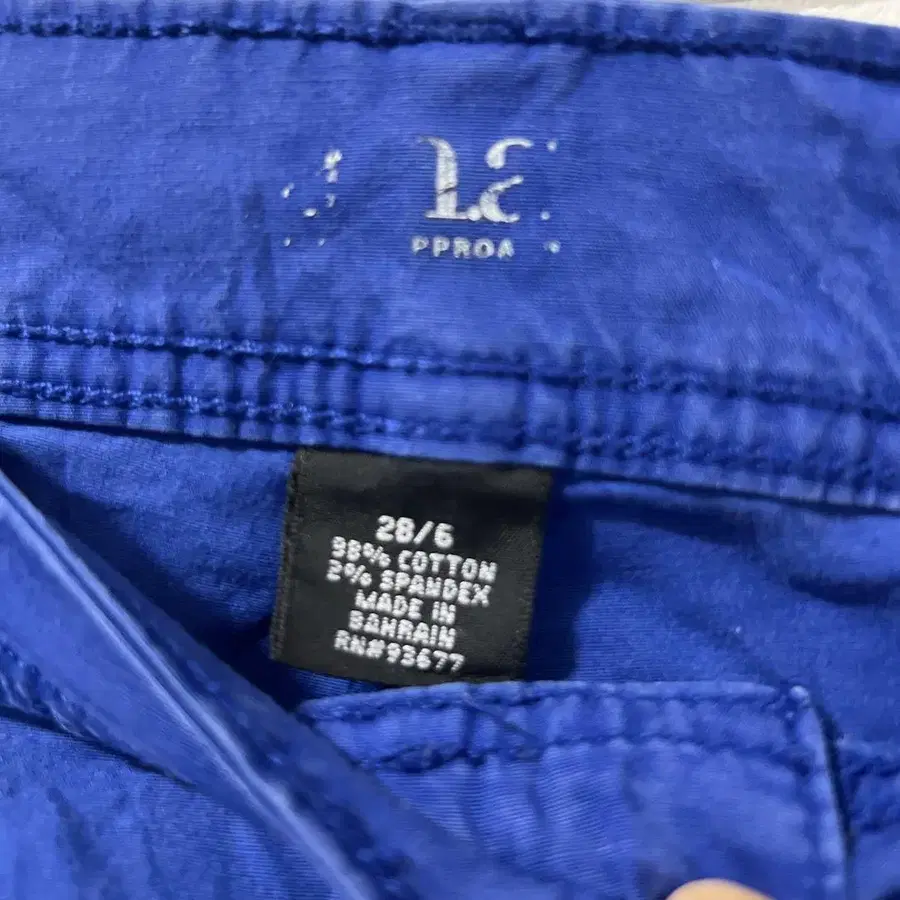 PPROA
28/6
98% COTTON
2% SPANDEX
MADE IN
BAHRAIN
RN#93677